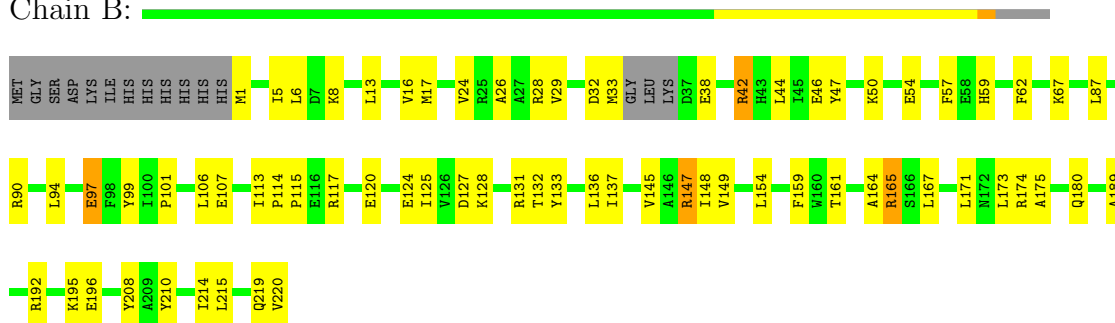 Chain B:
MET GLY SER ASP LYS ILE HIS HIS HIS HIS HIS HIS M1 I5 L6 D7 K8 L13 V16 M17 V24 R25 A26 A27 R28 V29 D32 M33 GLY LEU LYS D37 E38 R42 H43 L44 I45 E46 Y47 K50 E54 F57 E58 H59 F62 K67 L87
R90 L94 E97 F98 Y99 I100 P101 L106 E107 I113 P114 P115 E116 R117 E120 E124 I125 V126 D127 K128 R131 T132 Y133 L136 I137 V145 A146 R147 I148 V149 L154 F159 W160 T161 A164 R165 S166 L167 L171 N172 L173 R174 A175 Q180
R192 K195 E196 Y208 A209 Y210 I214 L215 Q219 V220